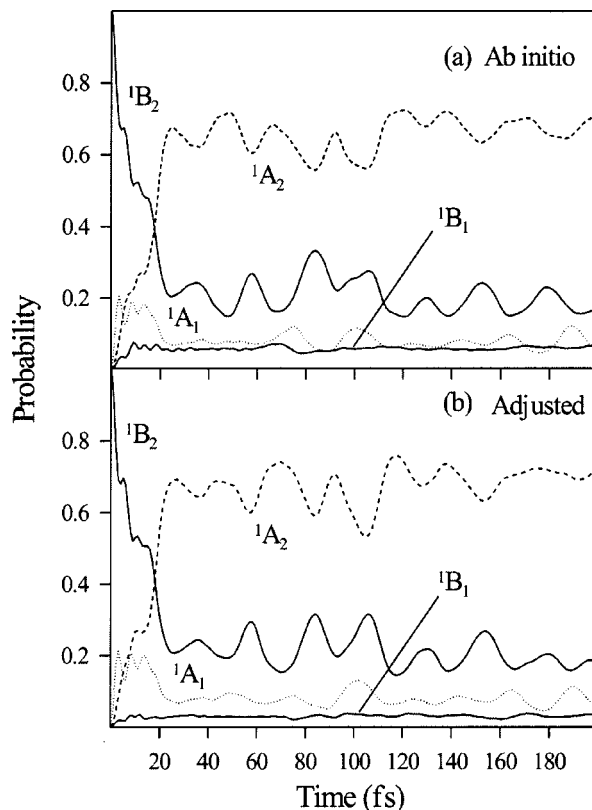 (a) Ab initio
0.8
¹B₂
0.6
¹A₂
¹B₁
0.4
0.2
¹A₁
Probability
(b) Adjusted
¹B₂
0.8
0.6
¹A₂
¹B₁
0.4
¹A₁
0.2
20 40 60 80 100 120 140 160 180
Time (fs)